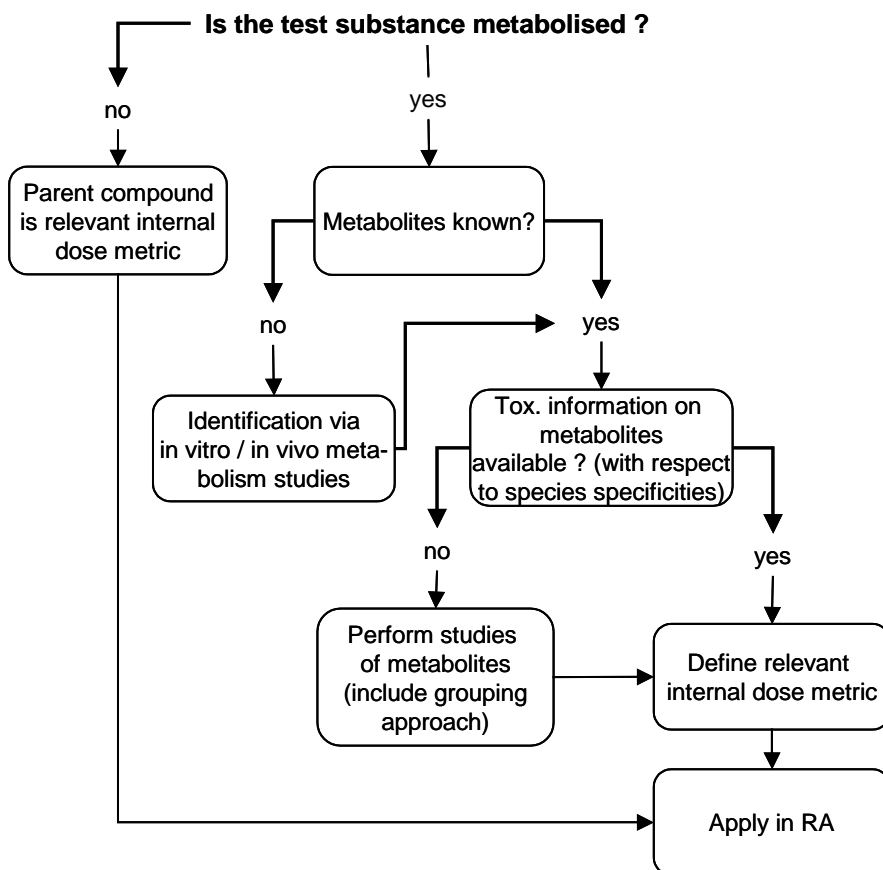 Is the test substance metabolised ?
no
yes
Parent compound
is relevant internal
dose metric
Metabolites known?
no
yes
Identification via
in vitro / in vivo meta-
bolism studies
Tox. information on
metabolites
available ? (with respect
to species specificities)
no
yes
Perform studies
of metabolites
(include grouping
approach)
Define relevant
internal dose metric
Apply in RA